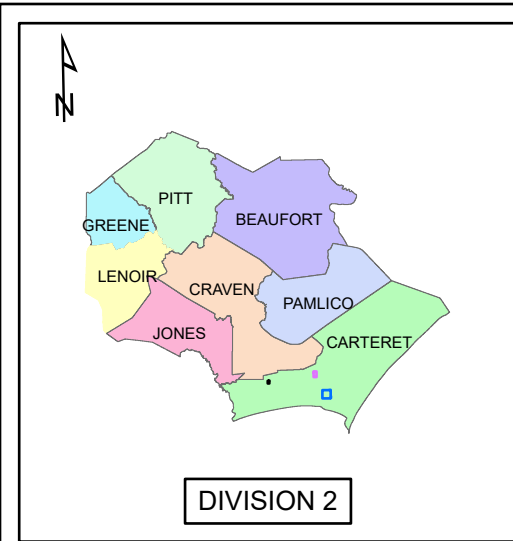 N
PITT
GREENE
BEAUFORT
LENOIR
CRAVEN
PAMLICO
JONES
CARTERET
DIVISION 2